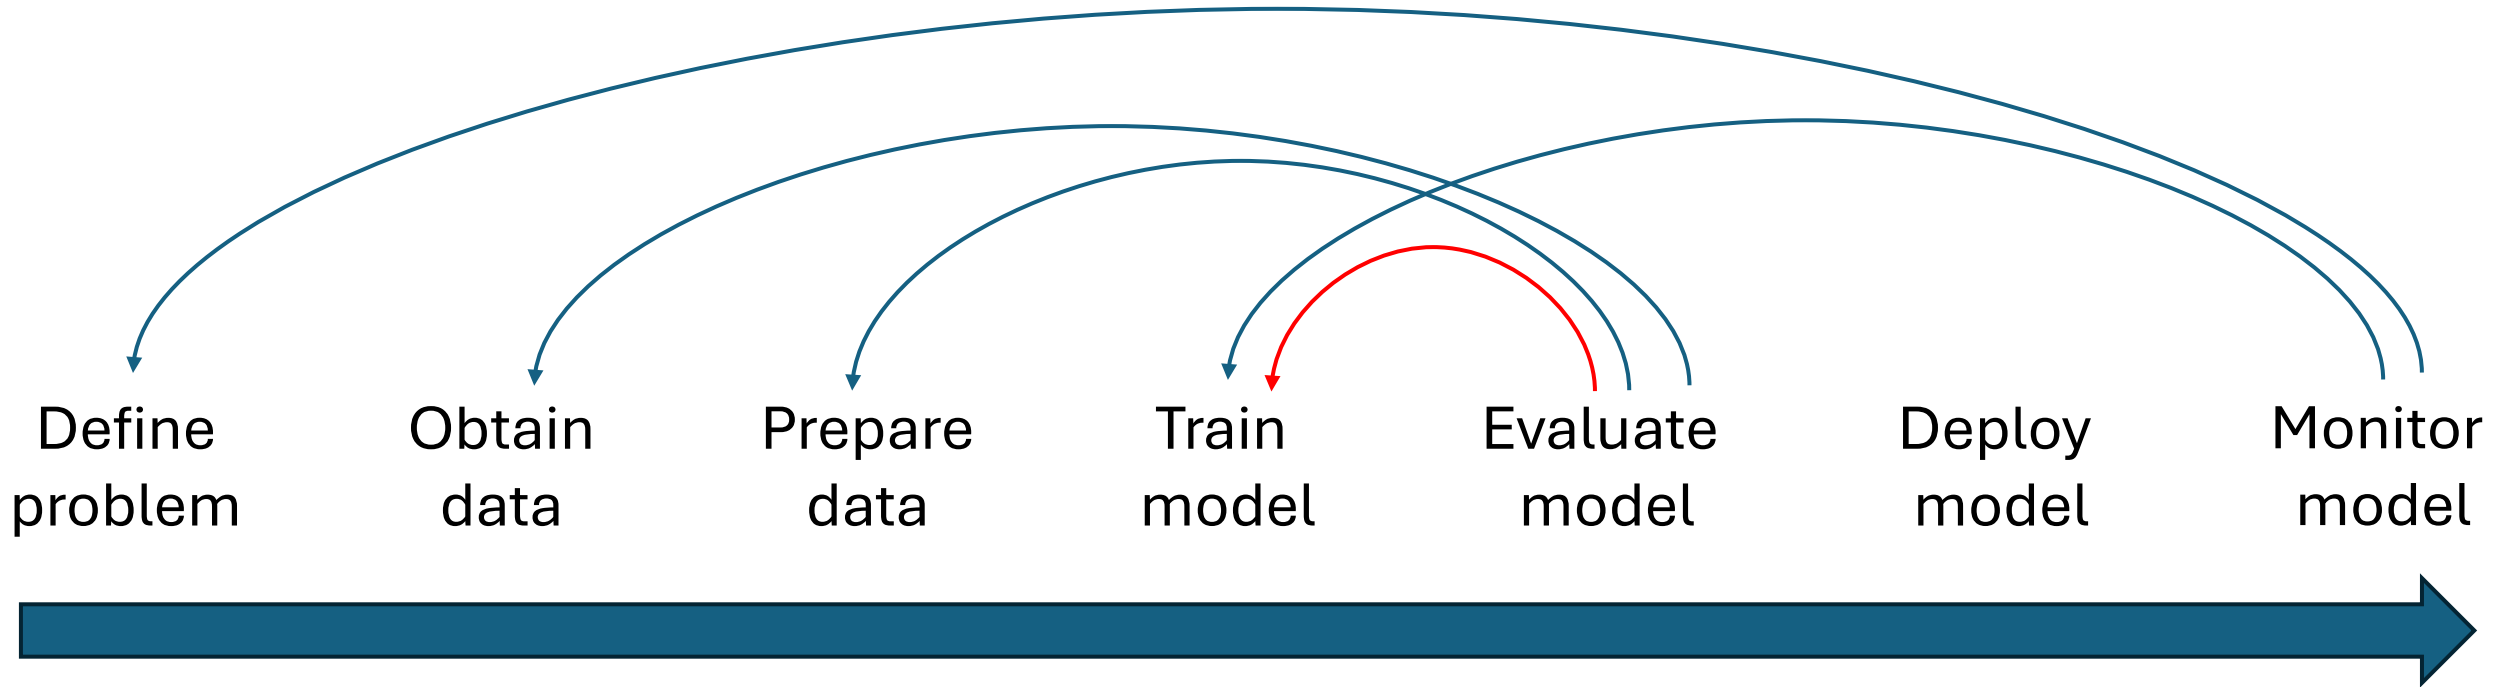 Define
problem
Obtain
data
Prepare
data
Train
model
Evaluate
model
Deploy
model
Monitor
model